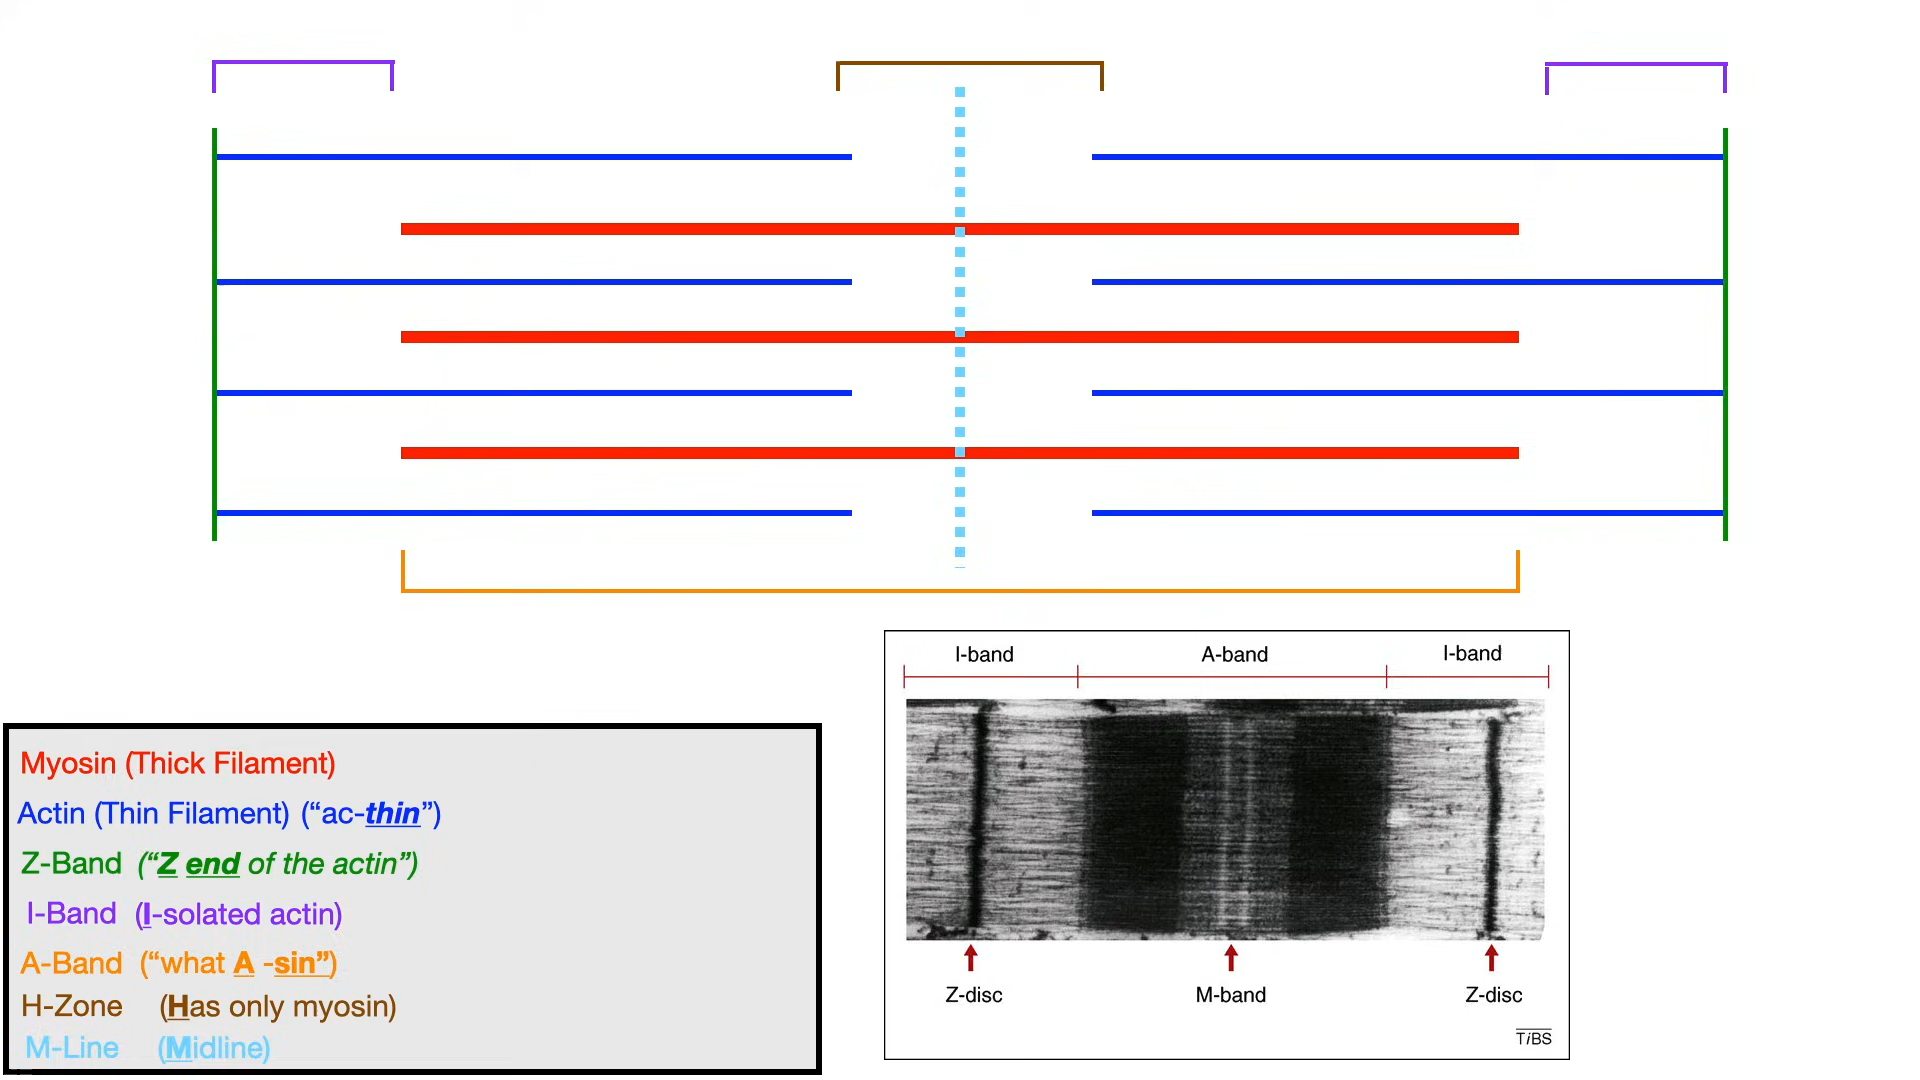 I-band
A-band
I-band
Z-disc
M-band
Z-disc
TiBS
Myosin (Thick Filament)
Actin (Thin Filament) (“ac-thin”)
Z-Band (“Z end of the actin”)
I-Band (I-solated actin)
A-Band (“what A -sin”)
H-Zone (Has only myosin)
M-Line (Midline)